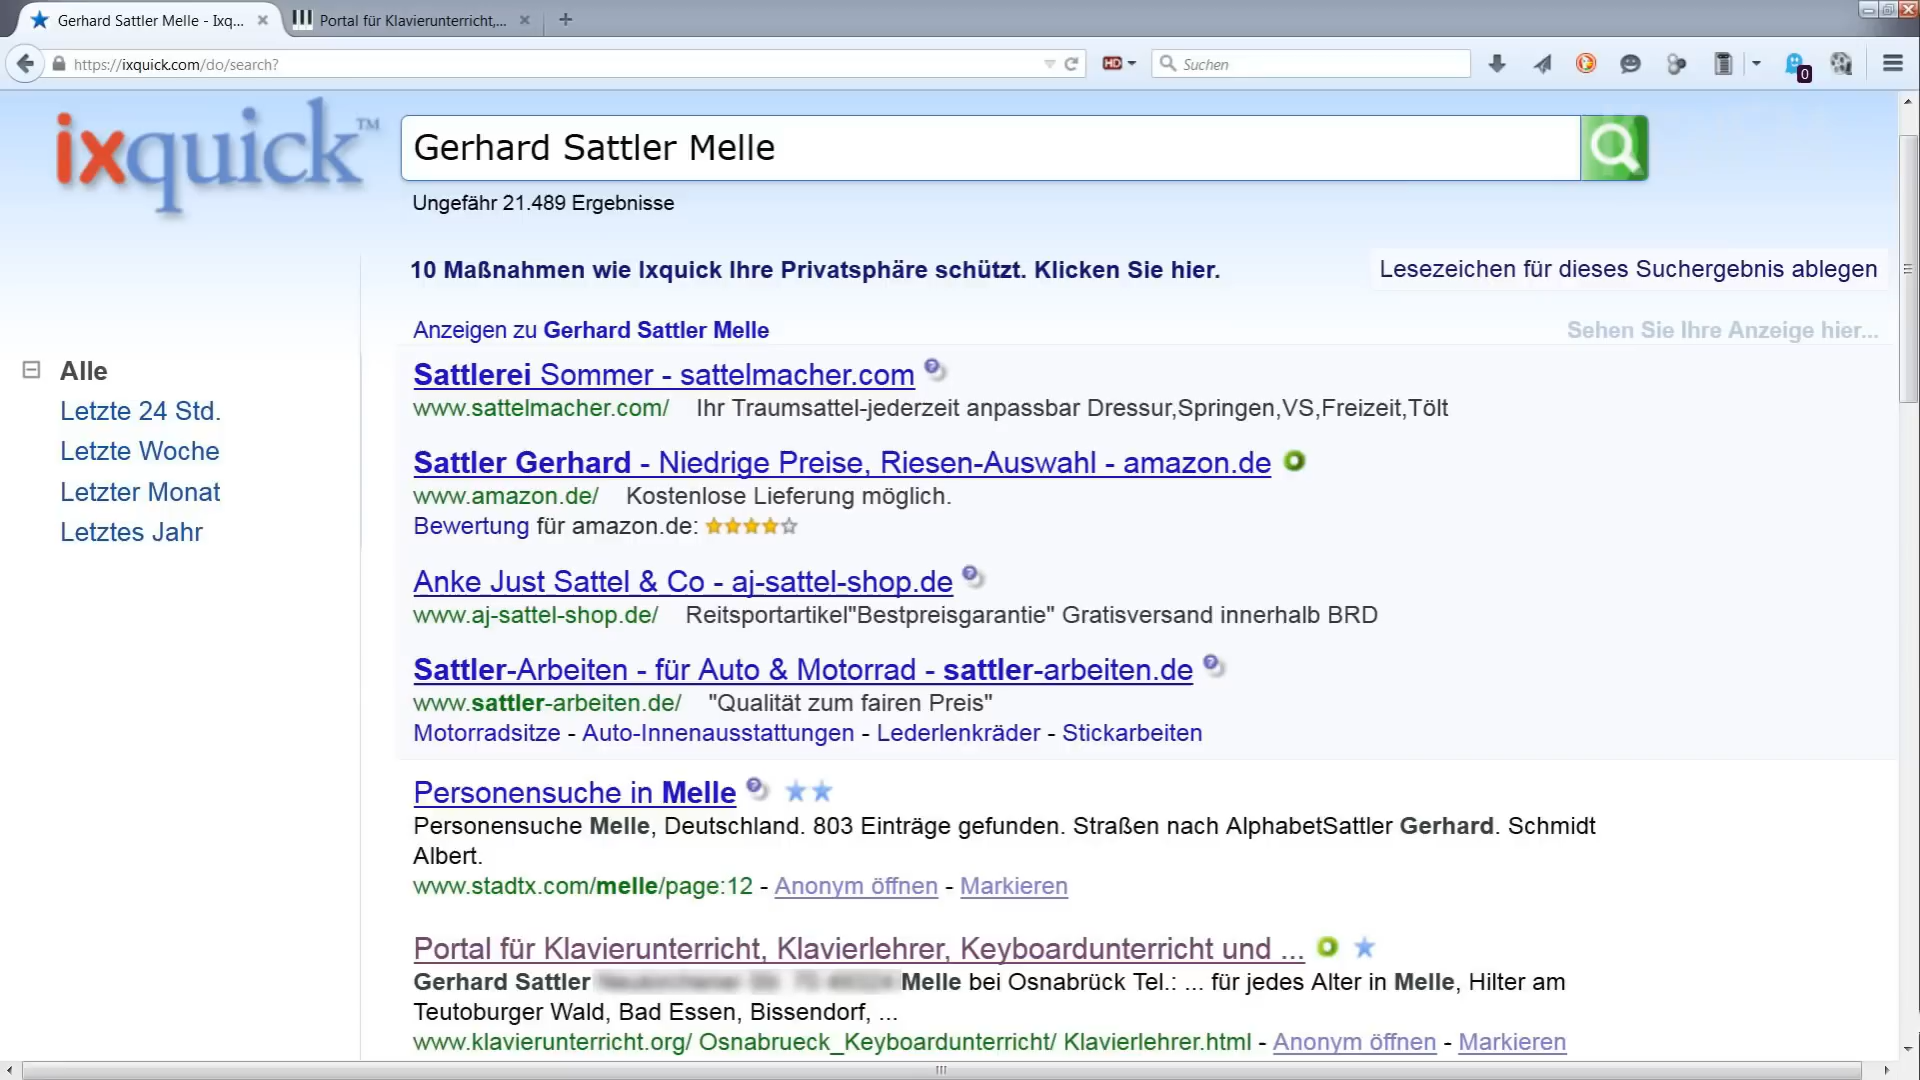 Gerhard Sattler Melle - Ixq...
Portal für Klavierunterricht,...
https://ixquick.com/do/search?
HD
Suchen
0
ixquick™
Gerhard Sattler Melle
Ungefähr 21.489 Ergebnisse
10 Maßnahmen wie Ixquick Ihre Privatsphäre schützt. Klicken Sie hier.
Lesezeichen für dieses Suchergebnis ablegen
Anzeigen zu Gerhard Sattler Melle
Sehen Sie Ihre Anzeige hier...
Alle
Letzte 24 Std.
Letzte Woche
Letzter Monat
Letztes Jahr
Sattlerei Sommer - sattelmacher.com
www.sattelmacher.com/ Ihr Traumsattel-jederzeit anpassbar Dressur,Springen,VS,Freizeit,Tölt
Sattler Gerhard - Niedrige Preise, Riesen-Auswahl - amazon.de
www.amazon.de/ Kostenlose Lieferung möglich.
Bewertung für amazon.de:
Anke Just Sattel & Co - aj-sattel-shop.de
www.aj-sattel-shop.de/ Reitsportartikel"Bestpreisgarantie" Gratisversand innerhalb BRD
Sattler-Arbeiten - für Auto & Motorrad - sattler-arbeiten.de
www.sattler-arbeiten.de/ "Qualität zum fairen Preis"
Motorradsitze - Auto-Innenausstattungen - Lederlenkräder - Stickarbeiten
Personensuche in Melle
Personensuche Melle, Deutschland. 803 Einträge gefunden. Straßen nach AlphabetSattler Gerhard. Schmidt
Albert.
www.stadtx.com/melle/page:12 - Anonym öffnen - Markieren
Portal für Klavierunterricht, Klavierlehrer, Keyboardunterricht und ...
Gerhard Sattler Melle bei Osnabrück Tel.: ... für jedes Alter in Melle, Hilter am
Teutoburger Wald, Bad Essen, Bissendorf, ...
www.klavierunterricht.org/ Osnabrueck_Keyboardunterricht/ Klavierlehrer.html - Anonym öffnen - Markieren